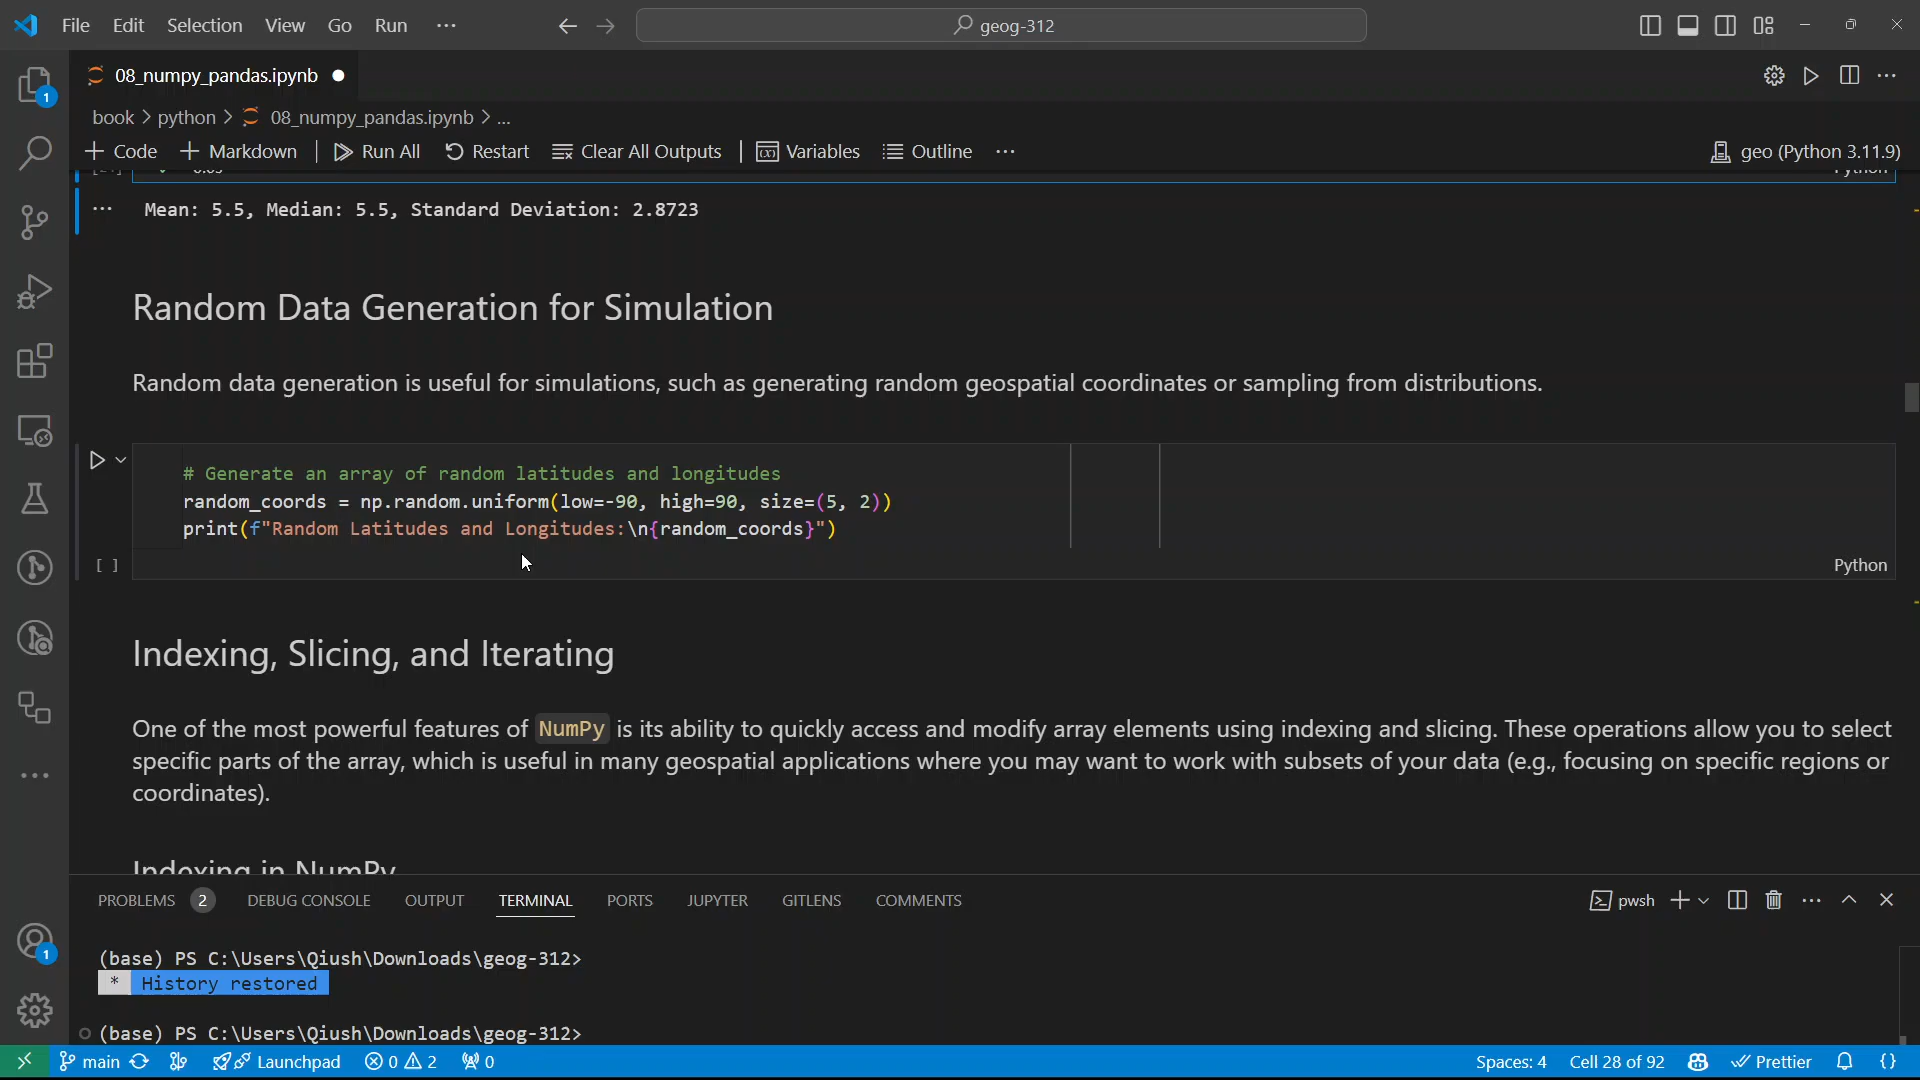 File Edit Selection View Go Run ···
geog-312
1
08_numpy_pandas.ipynb
book > python > 08_numpy_pandas.ipynb > ...
+ Code + Markdown Run All Restart Clear All Outputs Variables Outline ··· geo (Python 3.11.9)
··· Mean: 5.5, Median: 5.5, Standard Deviation: 2.8723
Random Data Generation for Simulation
Random data generation is useful for simulations, such as generating random geospatial coordinates or sampling from distributions.
# Generate an array of random latitudes and longitudes
random_coords = np.random.uniform(low=-90, high=90, size=(5, 2))
print(f"Random Latitudes and Longitudes:\n{random_coords}")
[ ] Python
Indexing, Slicing, and Iterating
One of the most powerful features of NumPy is its ability to quickly access and modify array elements using indexing and slicing. These operations allow you to select
specific parts of the array, which is useful in many geospatial applications where you may want to work with subsets of your data (e.g., focusing on specific regions or
coordinates).
Indexing in NumPy
PROBLEMS 2 DEBUG CONSOLE OUTPUT TERMINAL PORTS JUPYTER GITLENS COMMENTS pwsh
(base) PS C:\Users\Qiush\Downloads\geog-312>
* History restored
1
(base) PS C:\Users\Qiush\Downloads\geog-312>
main Launchpad 0 2 0 Spaces: 4 Cell 28 of 92 Prettier {}